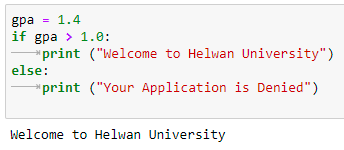 gpa = 1.4
if gpa > 1.0:
    print ("Welcome to Helwan University")
else:
    print ("Your Application is Denied")
Welcome to Helwan University